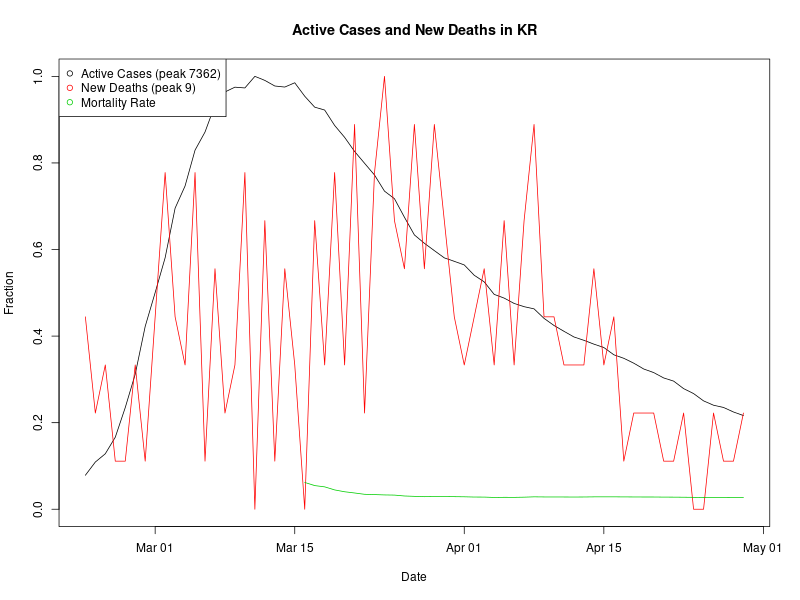 Active Cases and New Deaths in KR
Active Cases (peak 7362)
New Deaths (peak 9)
Mortality Rate
Fraction
1.0
0.8
0.6
0.4
0.2
0.0
Mar 01
Mar 15
Apr 01
Apr 15
May 01
Date